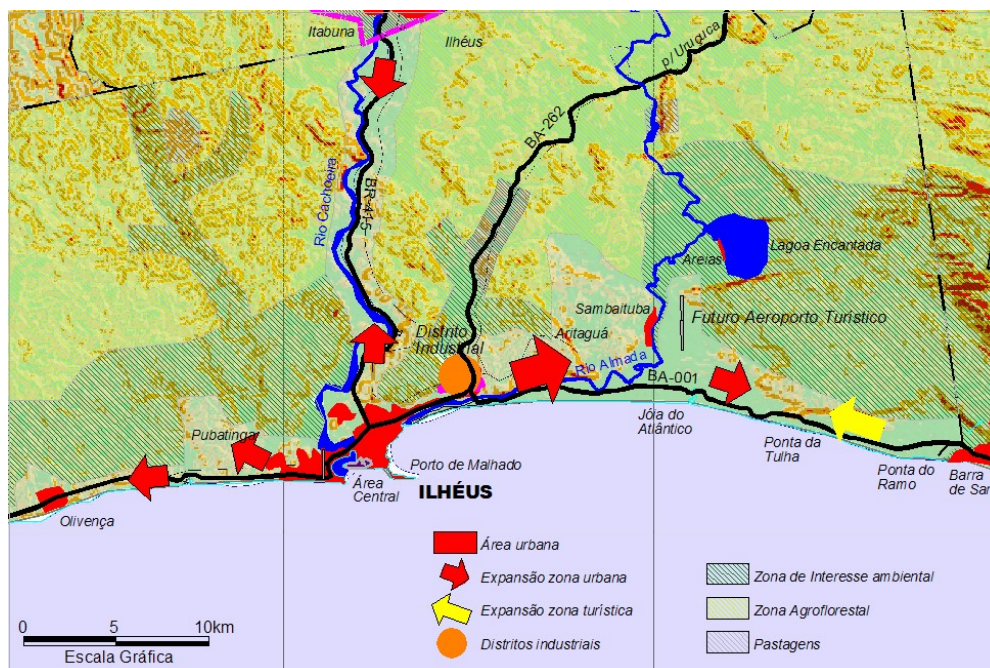 Itabuna
Ilhéus
p/ Uruçuca
BA-262
Rio Cachoeira
BR-415
Lagoa Encantada
Areias
Sambaituba
Futuro Aeroporto Turístico
Distrito
Industrial
Aritaguá
Rio Almada
BA-001
Jóia do
Atlântico
Ponta da
Tulha
Ponta do
Ramo
Barra
de Sar
Pubatinga
Olivença
Área
Central
Porto de Malhado
ILHÉUS
Área urbana
Expansão zona urbana
Expansão zona turística
Distritos industriais
Zona de Interesse ambiental
Zona Agroflorestal
Pastagens
0 5 10km
Escala Gráfica